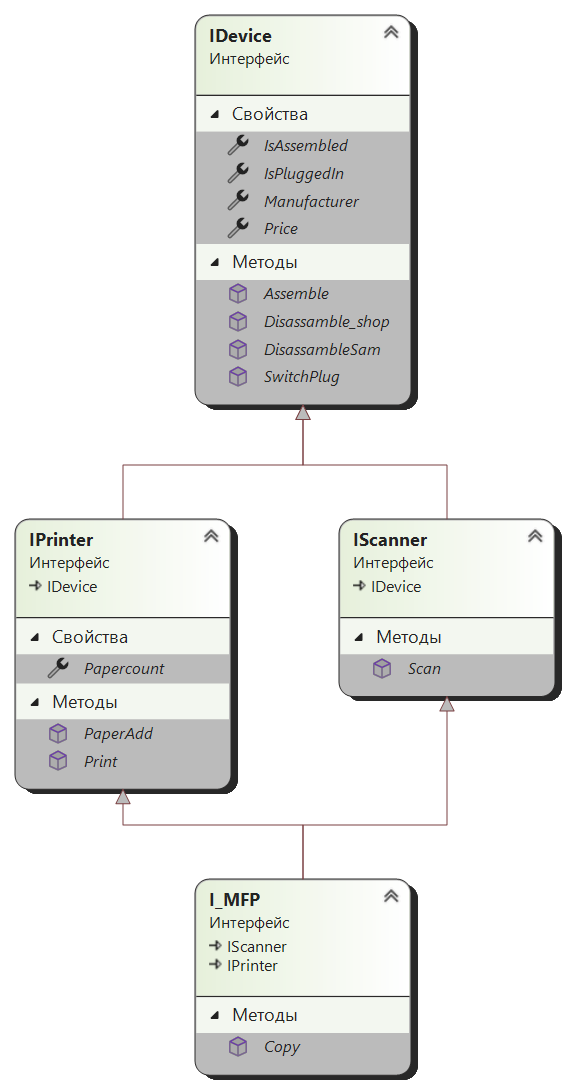 IDevice
Интерфейс
Свойства
IsAssembled
IsPluggedIn
Manufacturer
Price
Методы
Assemble
Disassamble_shop
DisassambleSam
SwitchPlug
IPrinter
Интерфейс
IDevice
Свойства
Papercount
Методы
PaperAdd
Print
IScanner
Интерфейс
IDevice
Методы
Scan
I_MFP
Интерфейс
IScanner
IPrinter
Методы
Copy